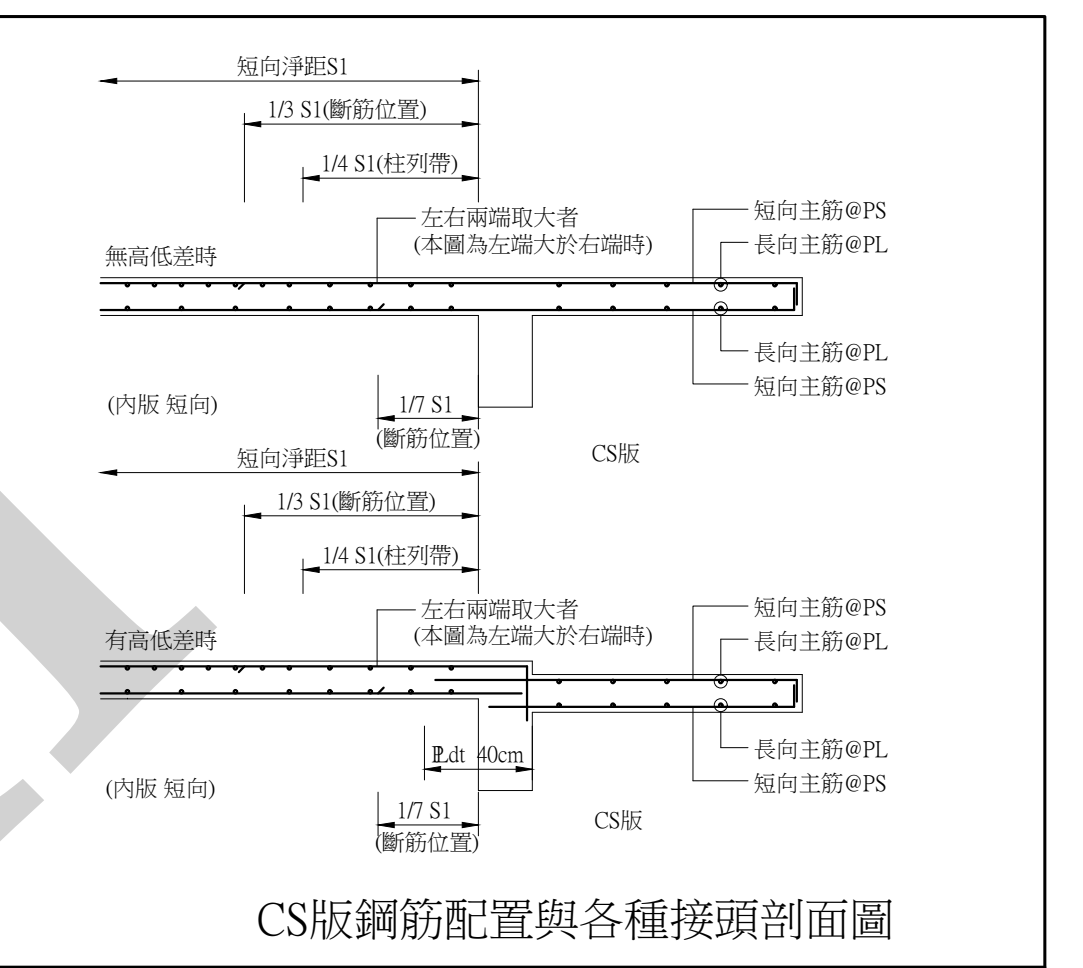 短向淨距S1
1/3 S1(斷筋位置)
1/4 S1(柱列帶)
左右兩端取大者
(本圖為左端大於右端時)
短向主筋@PS
長向主筋@PL
無高低差時
長向主筋@PL
短向主筋@PS
(內版 短向)
1/7 S1
(斷筋位置)
CS版
短向淨距S1
1/3 S1(斷筋位置)
1/4 S1(柱列帶)
左右兩端取大者
(本圖為左端大於右端時)
短向主筋@PS
長向主筋@PL
有高低差時
40cm
長向主筋@PL
短向主筋@PS
(內版 短向)
1/7 S1
(斷筋位置)
CS版
CS版鋼筋配置與各種接頭剖面圖